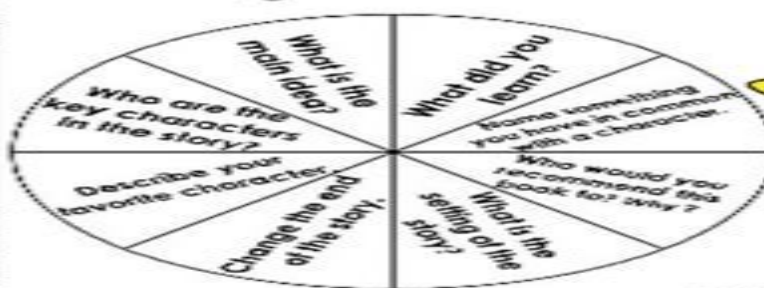 What is the
main idea?
What did you
learn?
Name something
you have in common
with a character.
Who would you
recommend this
book to? Why?
What is the
setting of the
story?
Change the end
of the story.
Describe your
favorite character
Who are the
key characters
in the story?